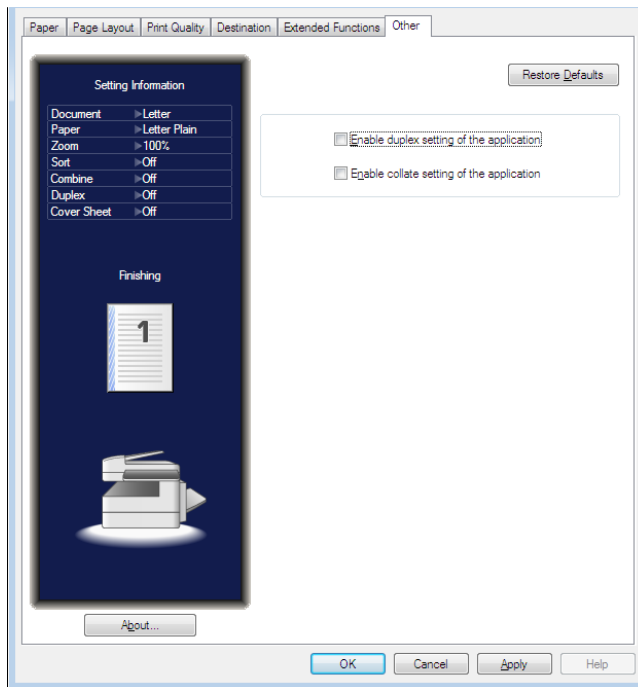 Paper Page Layout Print Quality Destination Extended Functions Other
Setting Information
Restore Defaults
Document Letter
Paper Letter Plain
Zoom 100%
Sort Off
Combine Off
Duplex Off
Cover Sheet Off
Enable duplex setting of the application
Enable collate setting of the application
Finishing
1
About...
OK Cancel Apply Help